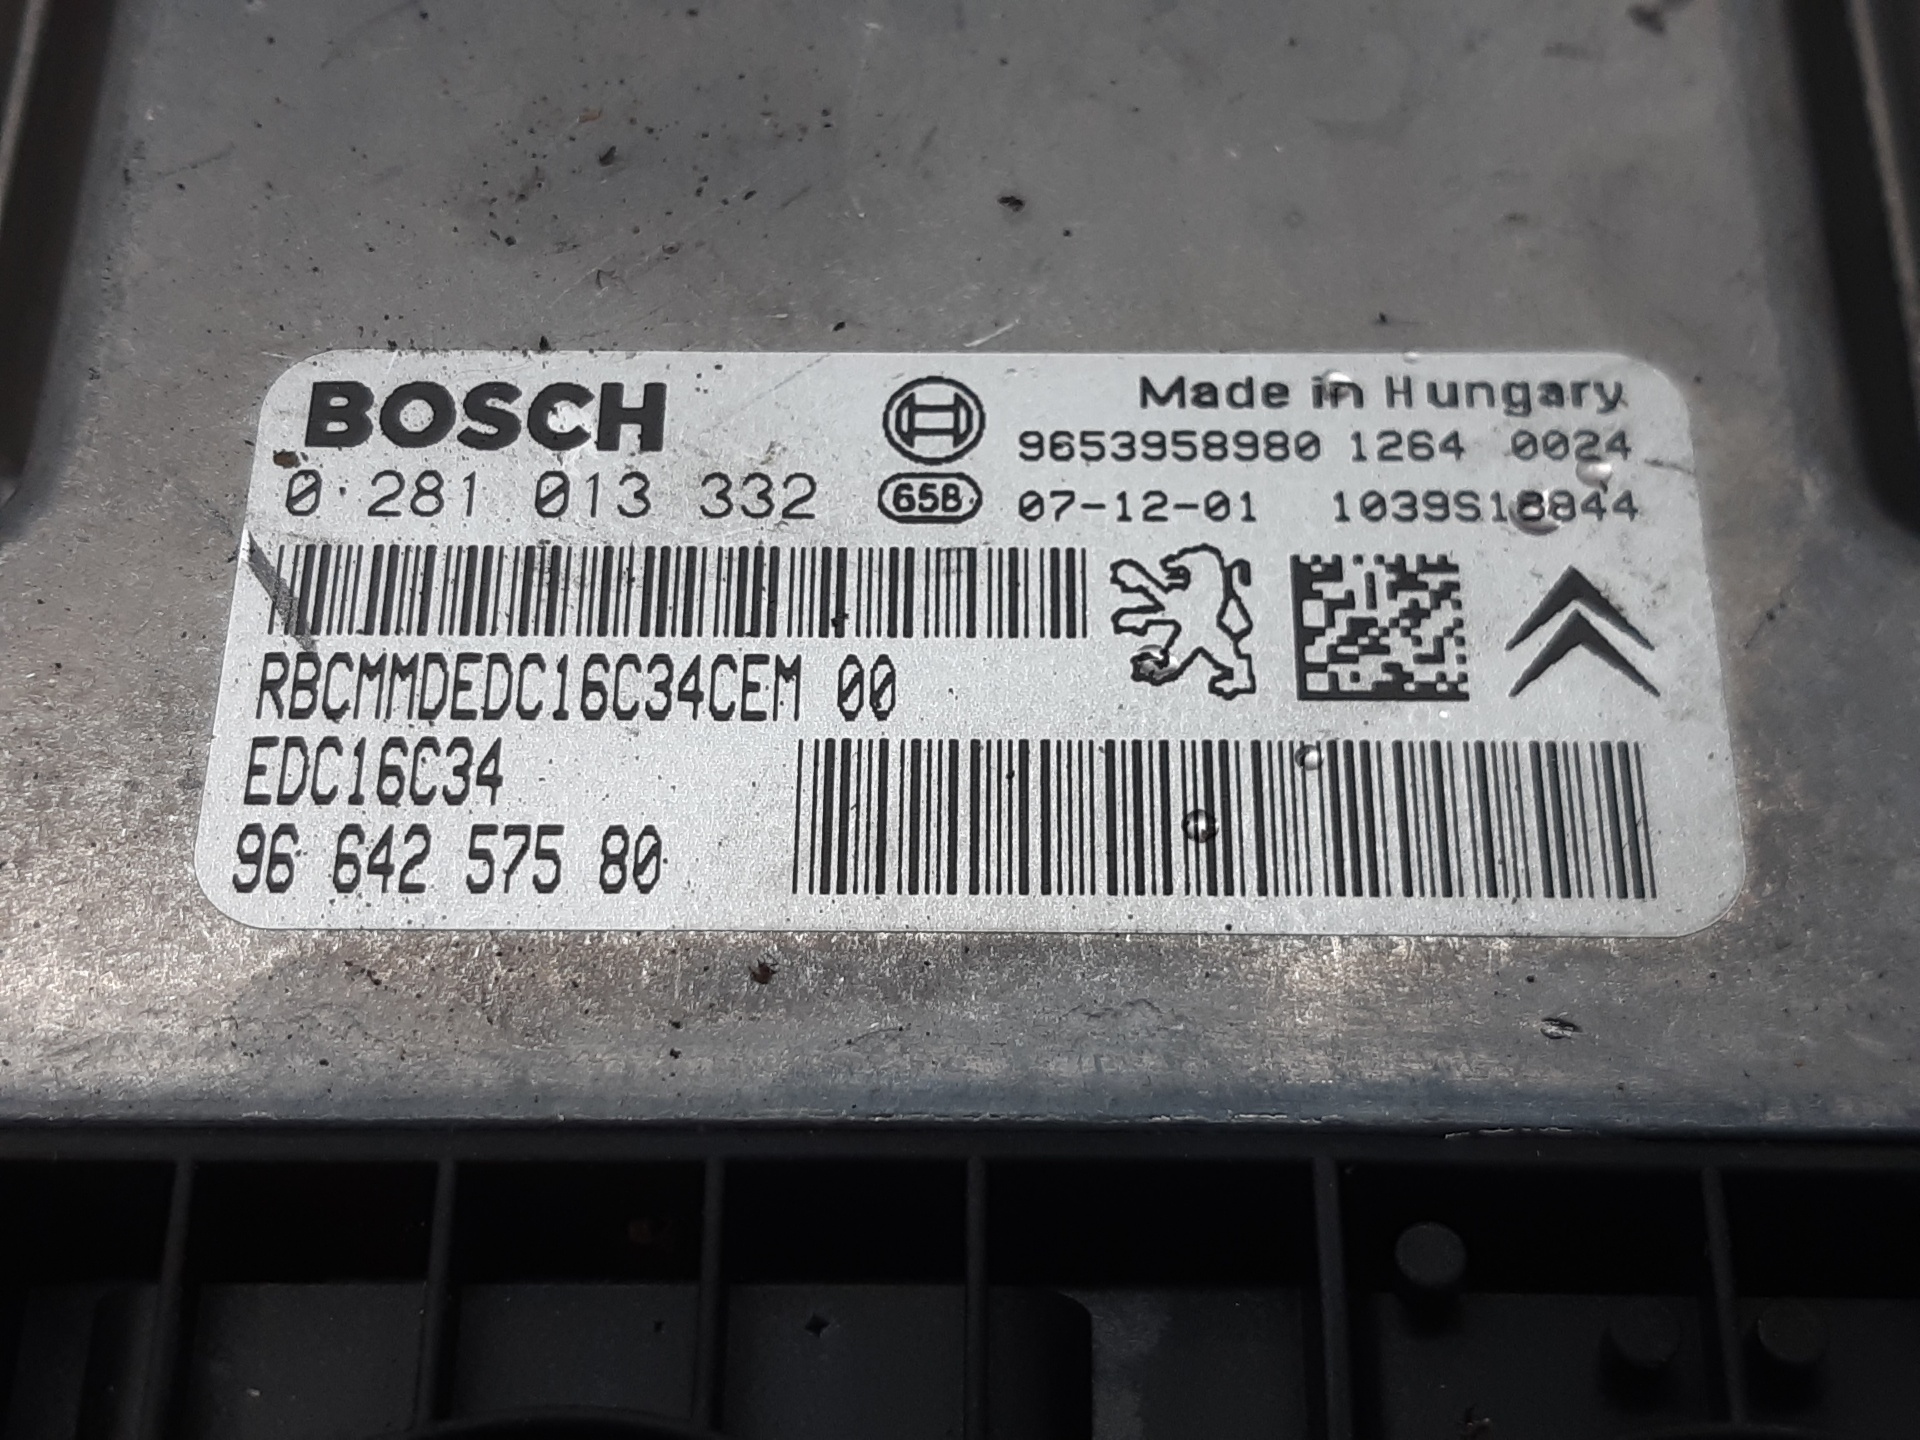 BOSCH
Made in Hungary
9653958980 1264 0024
0 281 013 332
65B
07-12-01 1039S18844
RBCMMDEDC16C34CEM 00
EDC16C34
96 642 575 80